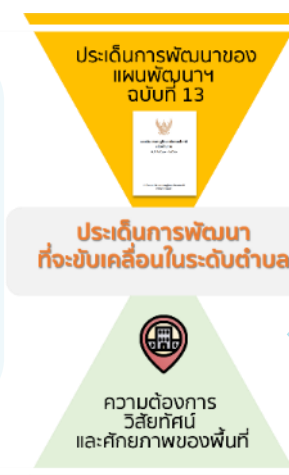 ประเด็นการพัฒนาของ
แผนพัฒนาฯ
ฉบับที่ 13
ประเด็นการพัฒนา
ที่จะขับเคลื่อนในระดับตำบล
ความต้องการ
วิสัยทัศน์
และศักยภาพของพื้นที่